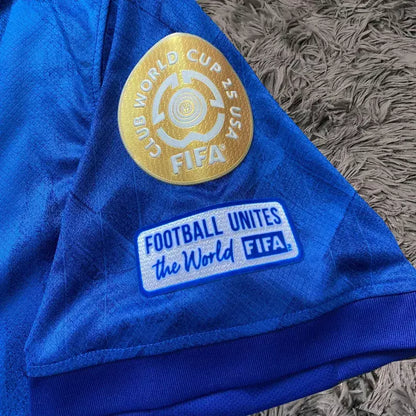 CLUB WORLD CUP 25 USA
FIFA
FOOTBALL UNITES
the World FIFA